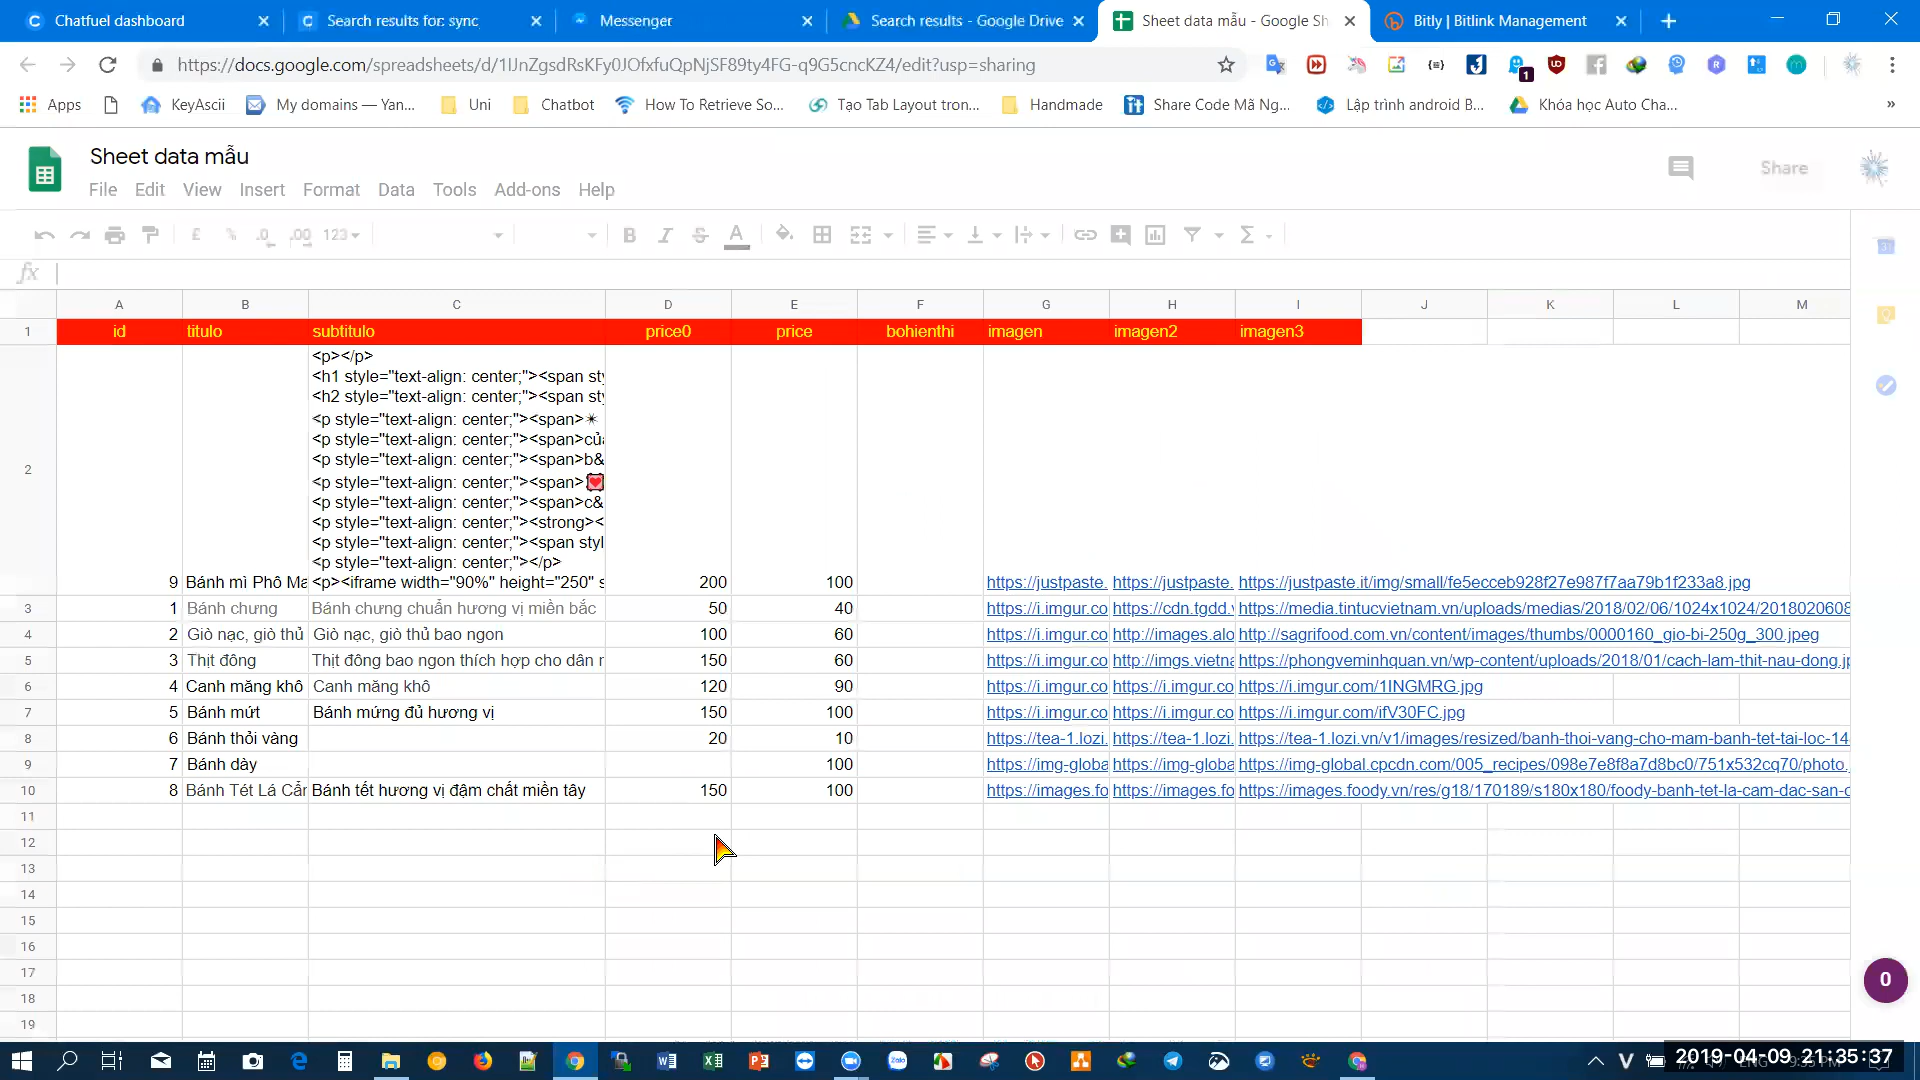 Chatfuel dashboard
Search results for: sync
Messenger
Search results - Google Drive
Sheet data mẫu - Google Sh
Bitly | Bitlink Management
https://docs.google.com/spreadsheets/d/1IJnZgsdRsKFy0JOfxfuQpNjSF89ty4FG-q9G5cncKZ4/edit?usp=sharing
Apps
KeyAscii
My domains — Yan...
Uni
Chatbot
How To Retrieve So...
Tạo Tab Layout tron...
Handmade
Share Code Mã Ng...
Lập trình android B...
Khóa học Auto Cha...
Sheet data mẫu
File Edit View Insert Format Data Tools Add-ons Help
Share
£ % .0 .00 123
fx
A B C D E F G H I J K L M
1 id titulo subtitulo price0 price bohienthi imagen imagen2 imagen3
<p></p>
<h1 style="text-align: center;"><span sty
<h2 style="text-align: center;"><span sty
<p style="text-align: center;"><span>✴
<p style="text-align: center;"><span>củ
<p style="text-align: center;"><span>b&
<p style="text-align: center;"><span>💟
<p style="text-align: center;"><span>c&
<p style="text-align: center;"><strong><
<p style="text-align: center;"><span styl
<p style="text-align: center;"></p>
2 9 Bánh mì Phô Ma <p><iframe width="90%" height="250" s 200 100 https://justpaste. https://justpaste. https://justpaste.it/img/small/fe5ecceb928f27e987f7aa79b1f233a8.jpg
3 1 Bánh chưng Bánh chưng chuẩn hương vị miền bắc 50 40 https://i.imgur.co https://cdn.tgdd. https://media.tintucvietnam.vn/uploads/medias/2018/02/06/1024x1024/2018020608
4 2 Giò nạc, giò thủ Giò nạc, giò thủ bao ngon 100 60 https://i.imgur.co http://images.alo http://sagrifood.com.vn/content/images/thumbs/0000160_gio-bi-250g_300.jpeg
5 3 Thịt đông Thịt đông bao ngon thích hợp cho dân 150 60 https://i.imgur.co http://imgs.vietna https://phongveminhquan.vn/wp-content/uploads/2018/01/cach-lam-thit-nau-dong.jp
6 4 Canh măng khô Canh măng khô 120 90 https://i.imgur.co https://i.imgur.co https://i.imgur.com/1INGMRG.jpg
7 5 Bánh mứt Bánh mứng đủ hương vị 150 100 https://i.imgur.co https://i.imgur.co https://i.imgur.com/ifV30FC.jpg
8 6 Bánh thỏi vàng 20 10 https://tea-1.lozi. https://tea-1.lozi. https://tea-1.lozi.vn/v1/images/resized/banh-thoi-vang-cho-mam-banh-tet-tai-loc-14
9 7 Bánh dày 100 https://img-globa https://img-globa https://img-global.cpcdn.com/005_recipes/098e7e8f8a7d8bc0/751x532cq70/photo.
10 8 Bánh Tét Lá Cẩ Bánh tết hương vị đậm chất miền tây 150 100 https://images.fo https://images.fo https://images.foody.vn/res/g18/170189/s180x180/foody-banh-tet-la-cam-dac-san-c
11
12
13
14
15
16
17
18
19
0
2019-04-09 21:35:37